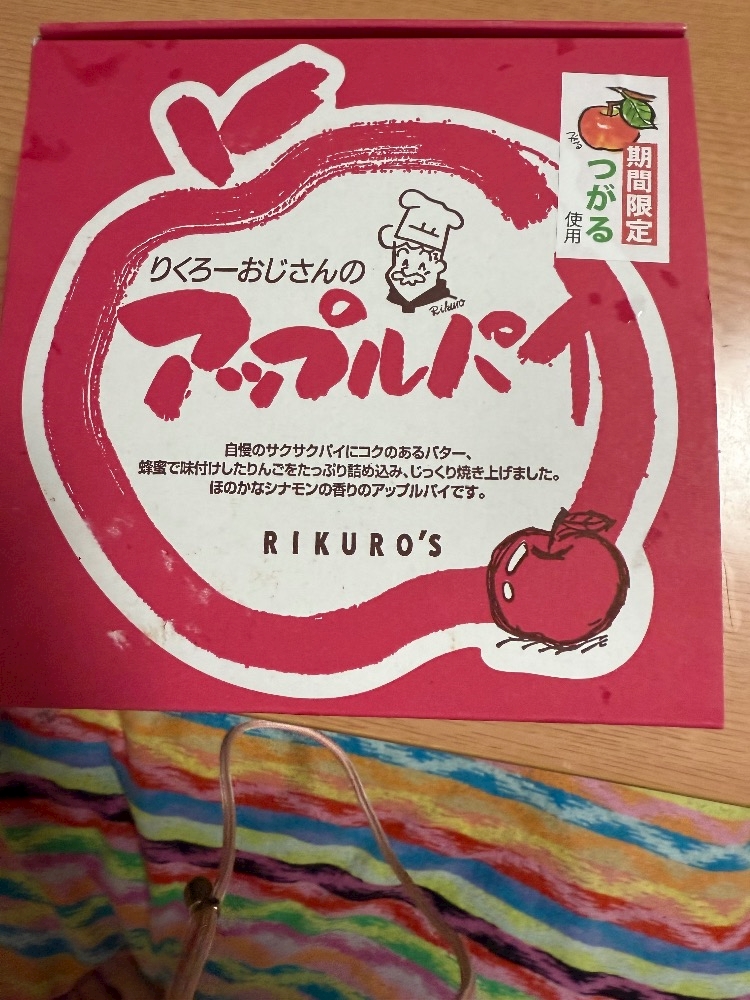 期間限定
つがる
使用
つがる
りくろーおじさんの
Rikuro
アップルパイ
自慢のサクサクパイにコクのあるバター、
蜂蜜で味付けしたりんごをたっぷり詰め込み、じっくり焼き上げました。
ほのかなシナモンの香りのアップルパイです。
RIKURO'S